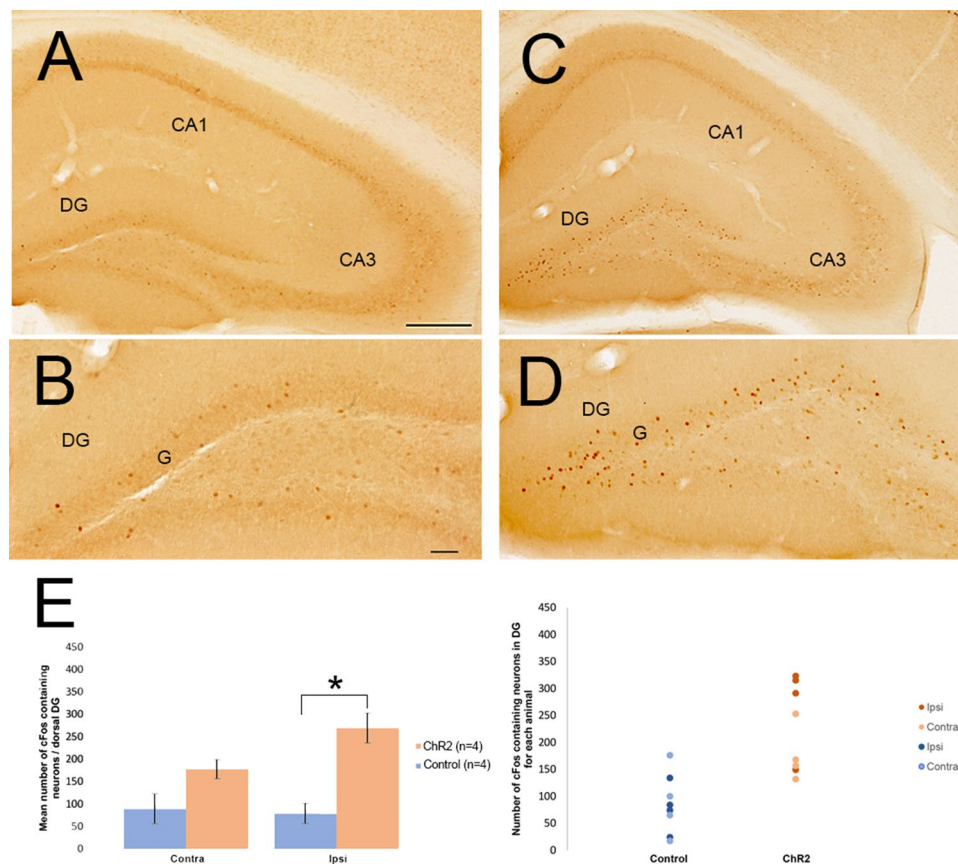 A
CA1
DG
CA3
C
CA1
DG
CA3
B
DG
G
D
DG
G
E
Mean number of cFos containing
neurons / dorsal DG
450
400
350
300
250
200
150
100
50
0
*
ChR2 (n=4)
Control (n=4)
Contra
Ipsi
Number of cFos containing neurons in DG
for each animal
450
400
350
300
250
200
150
100
50
0
Ipsi
Contra
Ipsi
Contra
Control
ChR2